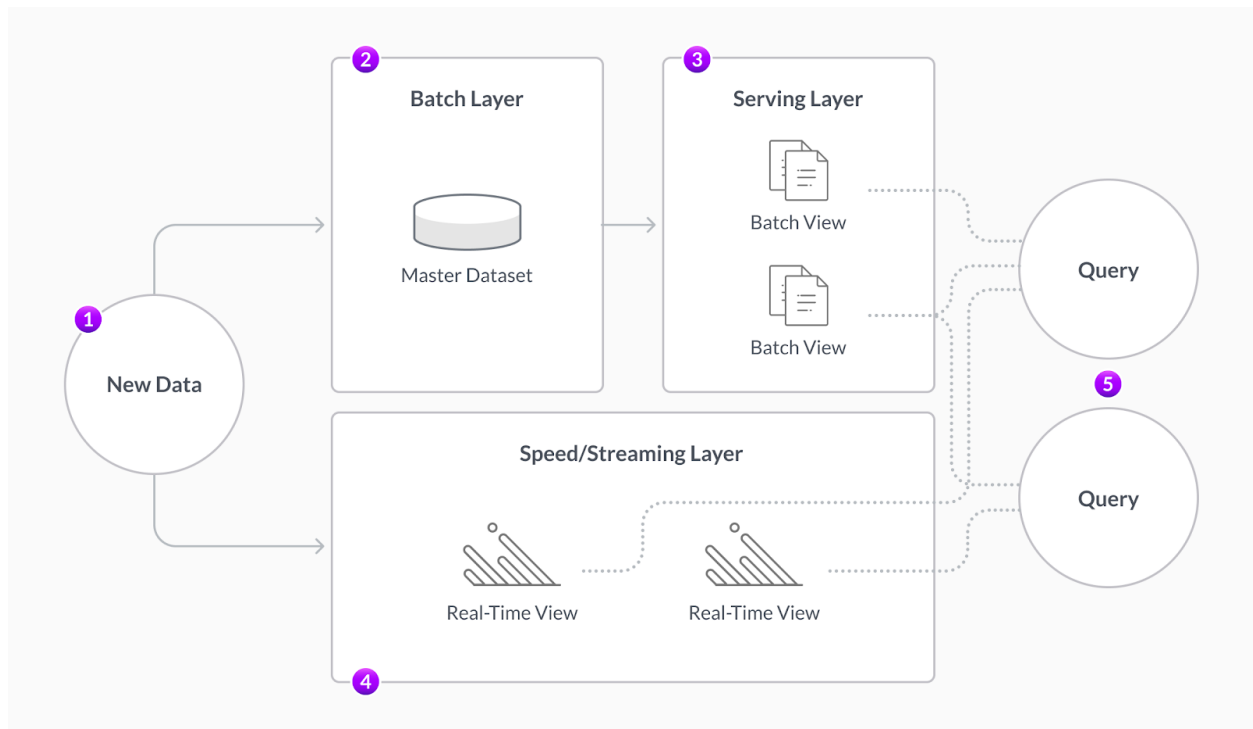 2
Batch Layer
Master Dataset
3
Serving Layer
Batch View
Batch View
1
New Data
Query
5
Query
Speed/Streaming Layer
Real-Time View
Real-Time View
4